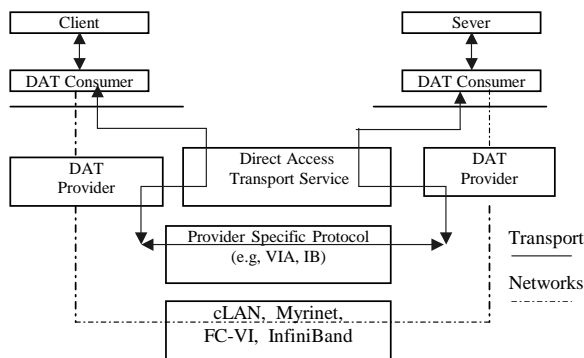 Client
Sever
DAT Consumer
DAT Consumer
DAT
Provider
Direct Access
Transport Service
DAT
Provider
Provider Specific Protocol
(e.g, VIA, IB)
Transport
Networks
cLAN, Myrinet,
FC-VI, InfiniBand